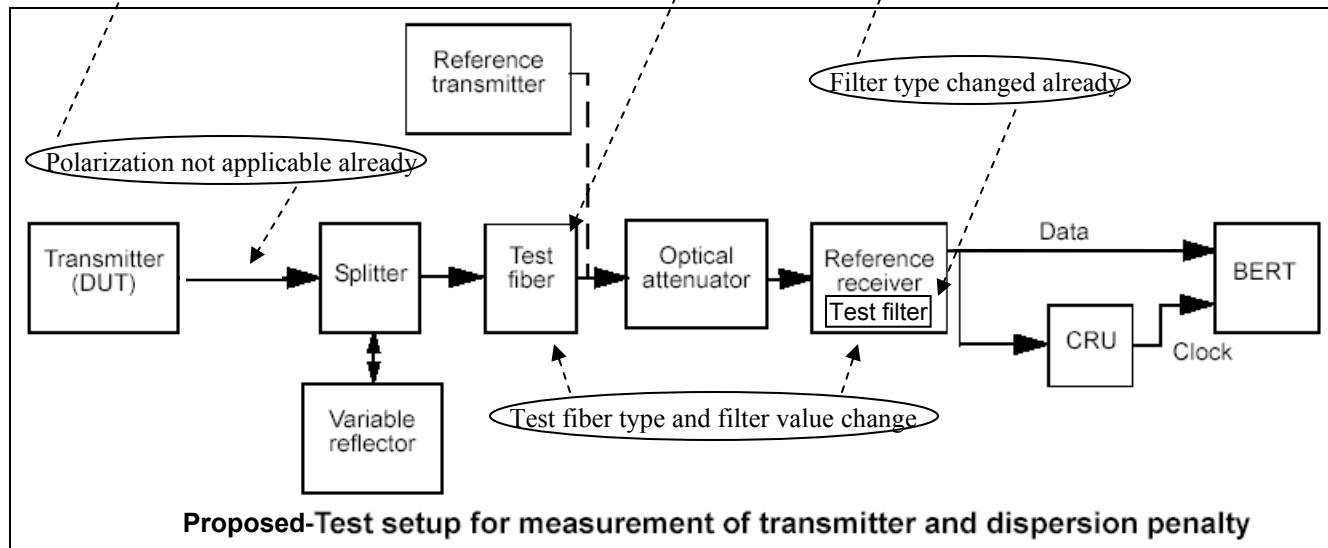 Reference
transmitter
Filter type changed already
Polarization not applicable already
Transmitter
(DUT)
Splitter
Test
fiber
Optical
attenuator
Reference
receiver
Test filter
Data
BERT
CRU
Clock
Variable
reflector
Test fiber type and filter value change
Proposed-Test setup for measurement of transmitter and dispersion penalty